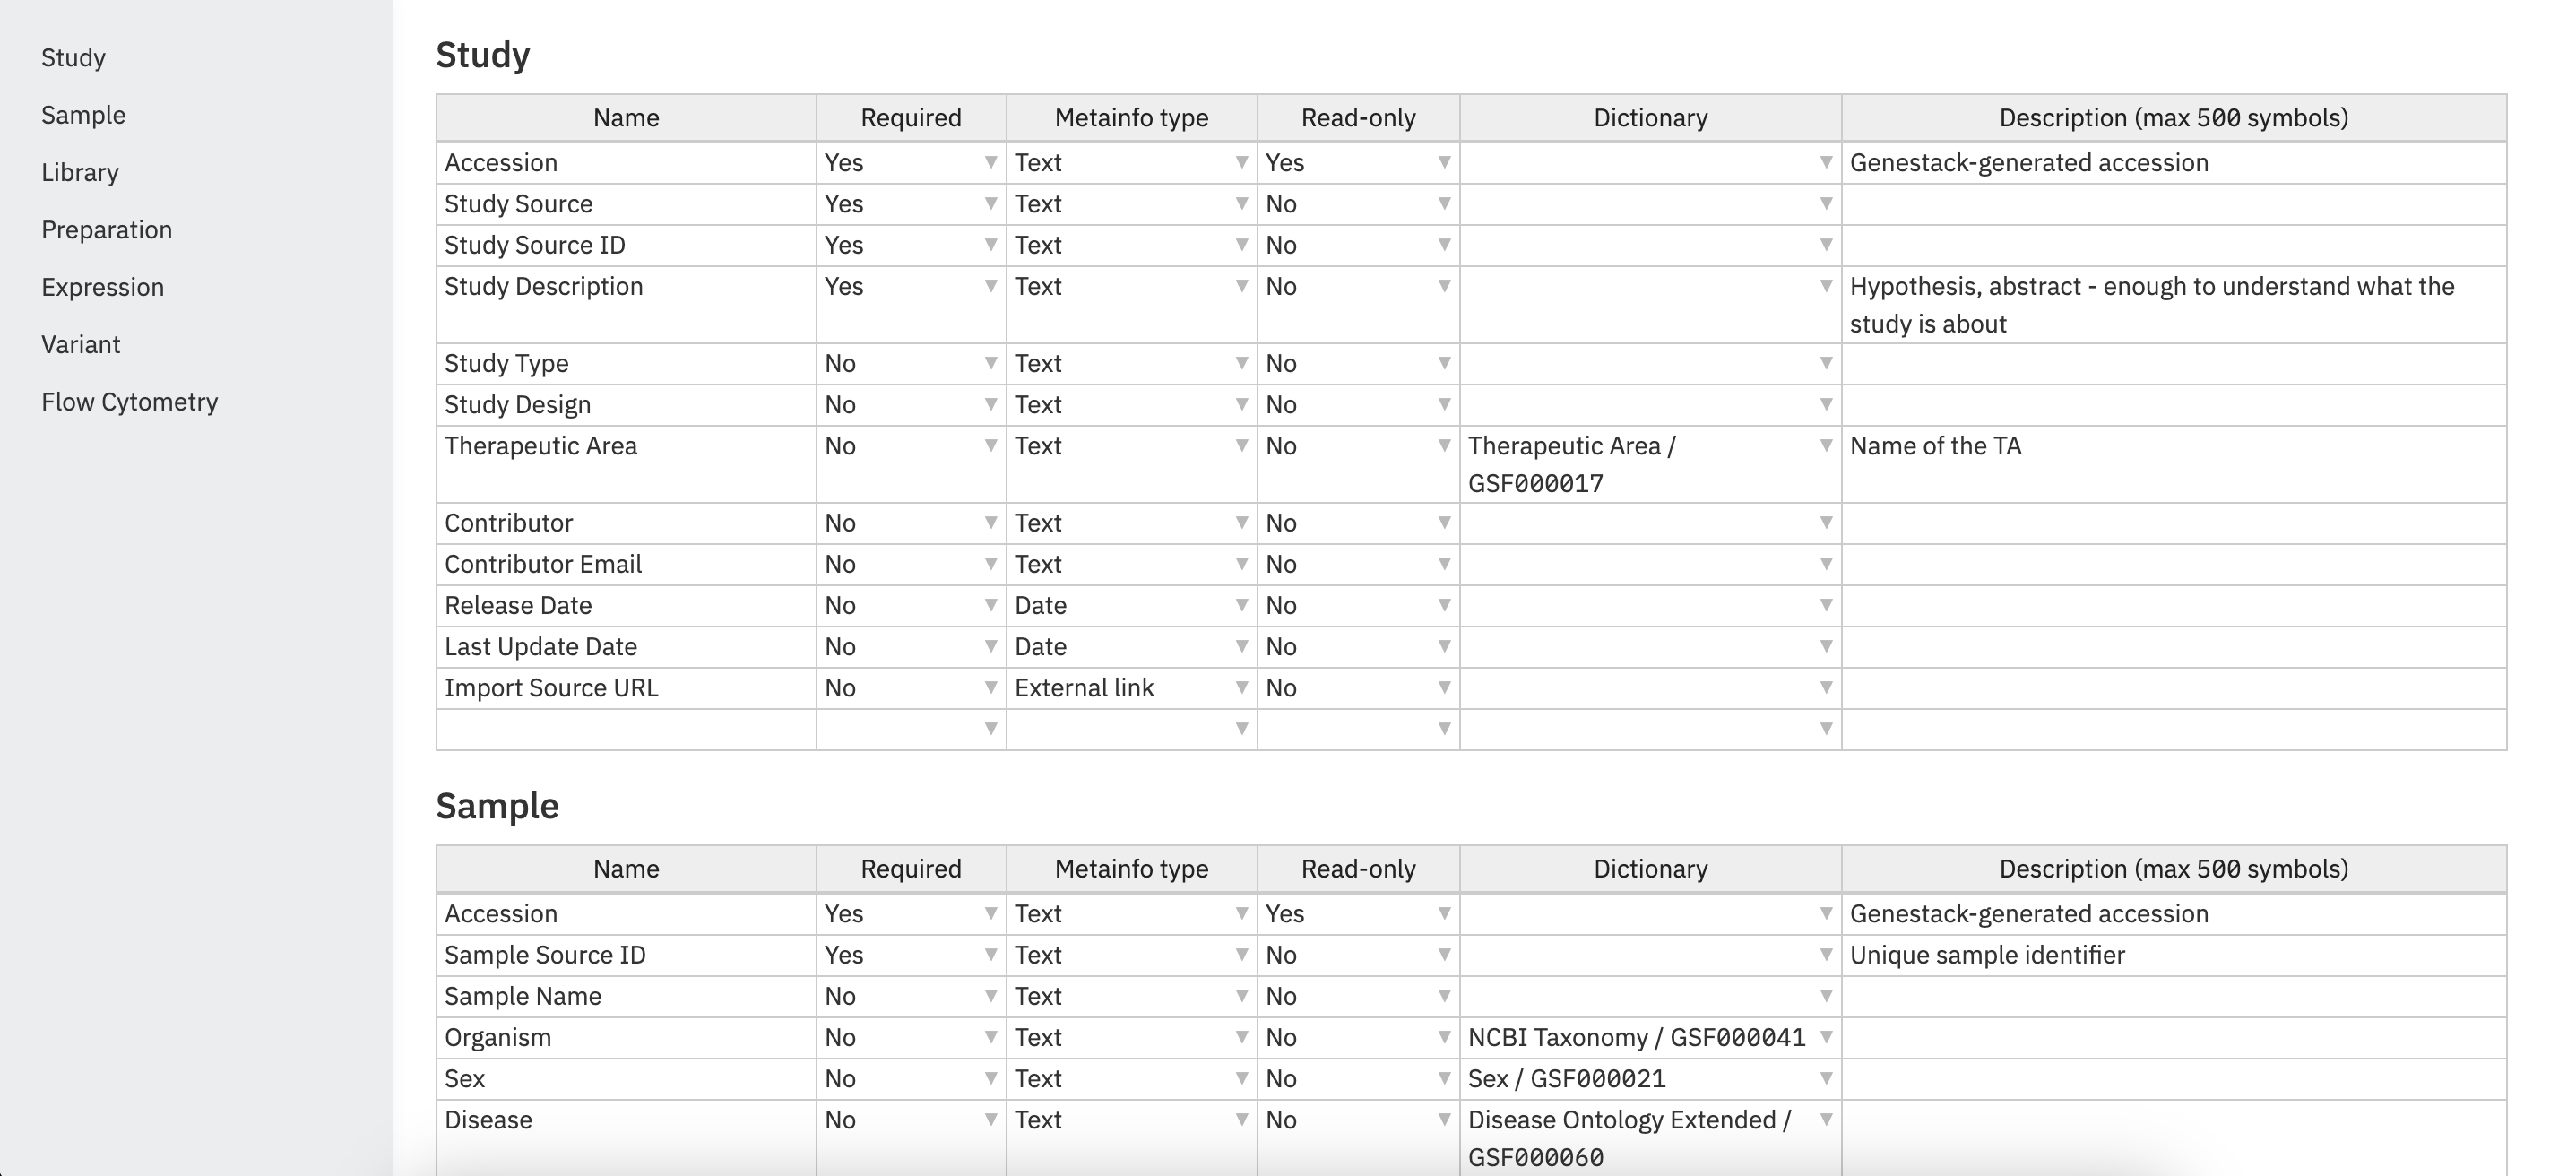 Study
Sample
Library
Preparation
Expression
Variant
Flow Cytometry
Study
Name Required Metainfo type Read-only Dictionary Description (max 500 symbols)
Accession Yes Text Yes Genestack-generated accession
Study Source Yes Text No
Study Source ID Yes Text No
Study Description Yes Text No Hypothesis, abstract - enough to understand what the
study is about
Study Type No Text No
Study Design No Text No
Therapeutic Area No Text No Therapeutic Area / Name of the TA
GSF000017
Contributor No Text No
Contributor Email No Text No
Release Date No Date No
Last Update Date No Date No
Import Source URL No External link No
Sample
Name Required Metainfo type Read-only Dictionary Description (max 500 symbols)
Accession Yes Text Yes Genestack-generated accession
Sample Source ID Yes Text No Unique sample identifier
Sample Name No Text No
Organism No Text No NCBI Taxonomy / GSF000041
Sex No Text No Sex / GSF000021
Disease No Text No Disease Ontology Extended /
GSF000060